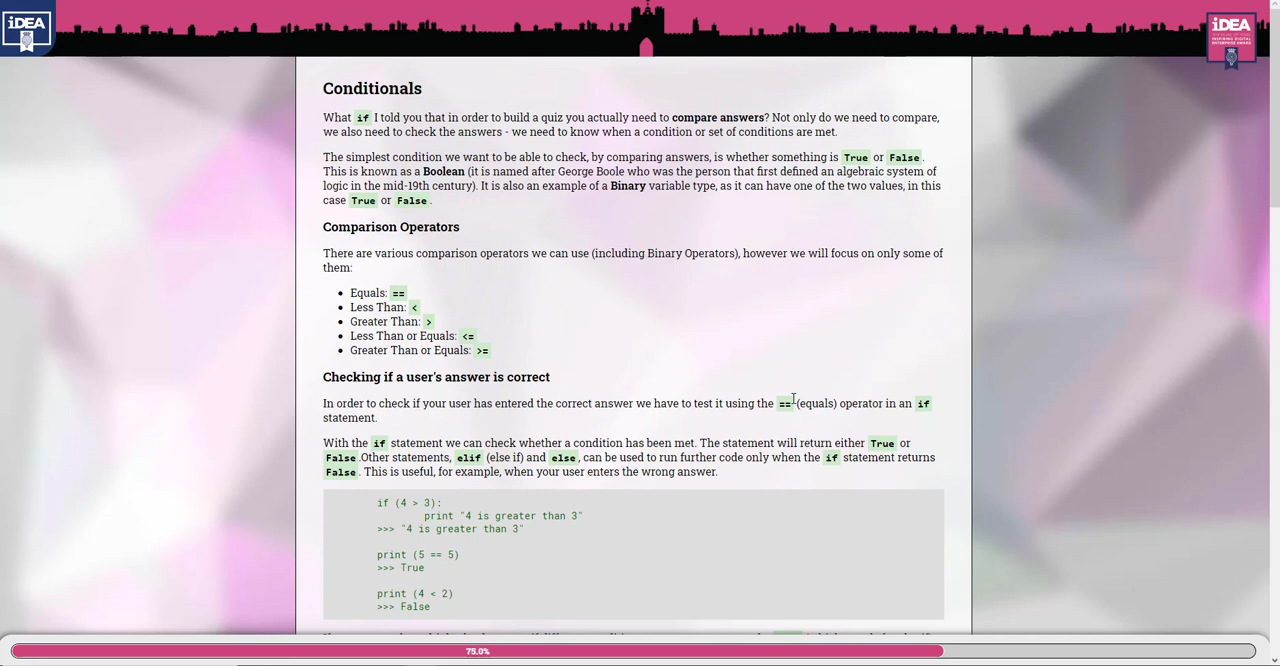 iDEA
iDEA
INSPIRING DIGITAL
ENTERPRISE AWARD
Conditionals
What if I told you that in order to build a quiz you actually need to compare answers? Not only do we need to compare,
we also need to check the answers - we need to know when a condition or set of conditions are met.
The simplest condition we want to be able to check, by comparing answers, is whether something is True or False.
This is known as a Boolean (it is named after George Boole who was the person that first defined an algebraic system of
logic in the mid-19th century). It is also an example of a Binary variable type, as it can have one of the two values, in this
case True or False.
Comparison Operators
There are various comparison operators we can use (including Binary Operators), however we will focus on only some of
them:
• Equals: ==
• Less Than: <
• Greater Than: >
• Less Than or Equals: <=
• Greater Than or Equals: >=
Checking if a user's answer is correct
In order to check if your user has entered the correct answer we have to test it using the == (equals) operator in an if
statement.
With the if statement we can check whether a condition has been met. The statement will return either True or
False.Other statements, elif (else if) and else, can be used to run further code only when the if statement returns
False. This is useful, for example, when your user enters the wrong answer.
if (4 > 3):
print "4 is greater than 3"
>>> "4 is greater than 3"
print (5 == 5)
>>> True
print (4 < 2)
>>> False
75.0%